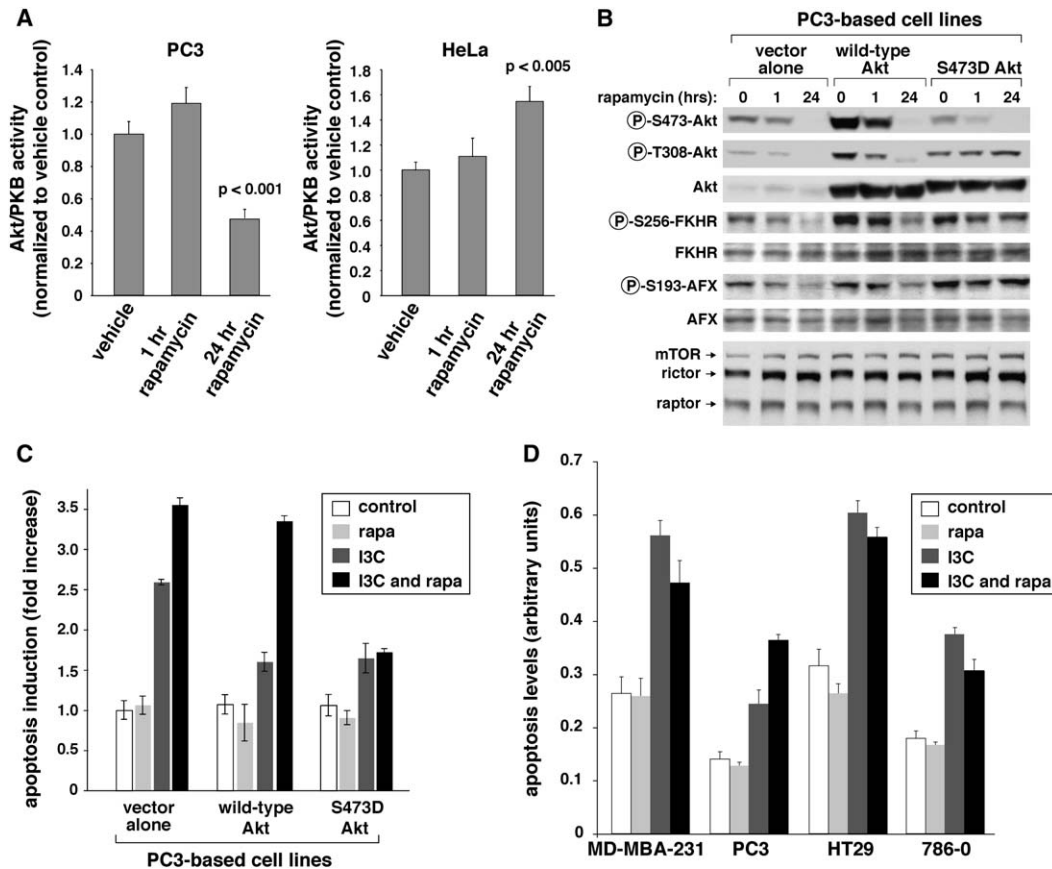 A
PC3
Akt/PKB activity
(normalized to vehicle control)
1.4
1.2
1.0
0.8
0.6
0.4
0.2
0
p < 0.001
vehicle
1 hr
rapamycin
24 hr
rapamycin
HeLa
Akt/PKB activity
(normalized to vehicle control)
1.8
1.6
1.4
1.2
1.0
0.8
0.6
0.4
0.2
0
p < 0.005
vehicle
1 hr
rapamycin
24 hr
rapamycin
B
PC3-based cell lines
vector
alone
wild-type
Akt
S473D Akt
rapamycin (hrs): 0 1 24 0 1 24 0 1 24
Ⓟ-S473-Akt
Ⓟ-T308-Akt
Akt
Ⓟ-S256-FKHR
FKHR
Ⓟ-S193-AFX
AFX
mTOR →
rictor →
raptor →
C
apoptosis induction (fold increase)
3.5
3.0
2.5
2.0
1.5
1.0
0.5
0
control
rapa
I3C
I3C and rapa
vector
alone
wild-type
Akt
S473D
Akt
PC3-based cell lines
D
apoptosis levels (arbitrary units)
0.7
0.6
0.5
0.4
0.3
0.2
0.1
0
control
rapa
I3C
I3C and rapa
MD-MBA-231
PC3
HT29
786-0